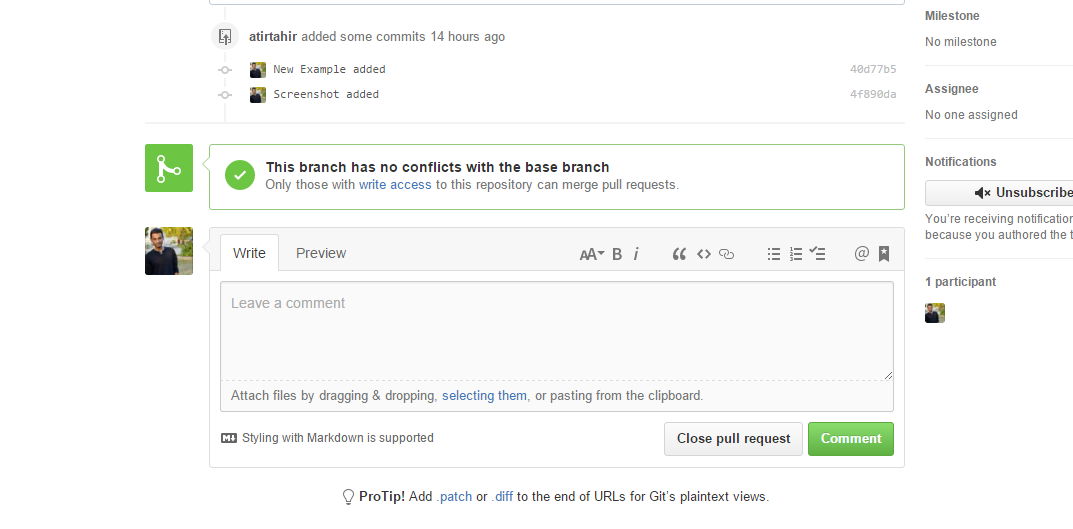 atirtahir added some commits 14 hours ago
New Example added 40d77b5
Screenshot added 4f890da
This branch has no conflicts with the base branch
Only those with write access to this repository can merge pull requests.
Write Preview AA B i @
Leave a comment
Attach files by dragging & dropping, selecting them, or pasting from the clipboard.
Styling with Markdown is supported
Close pull request Comment
ProTip! Add .patch or .diff to the end of URLs for Git's plaintext views.
Milestone
No milestone
Assignee
No one assigned
Notifications
Unsubscribe
You're receiving notification
because you authored the t
1 participant